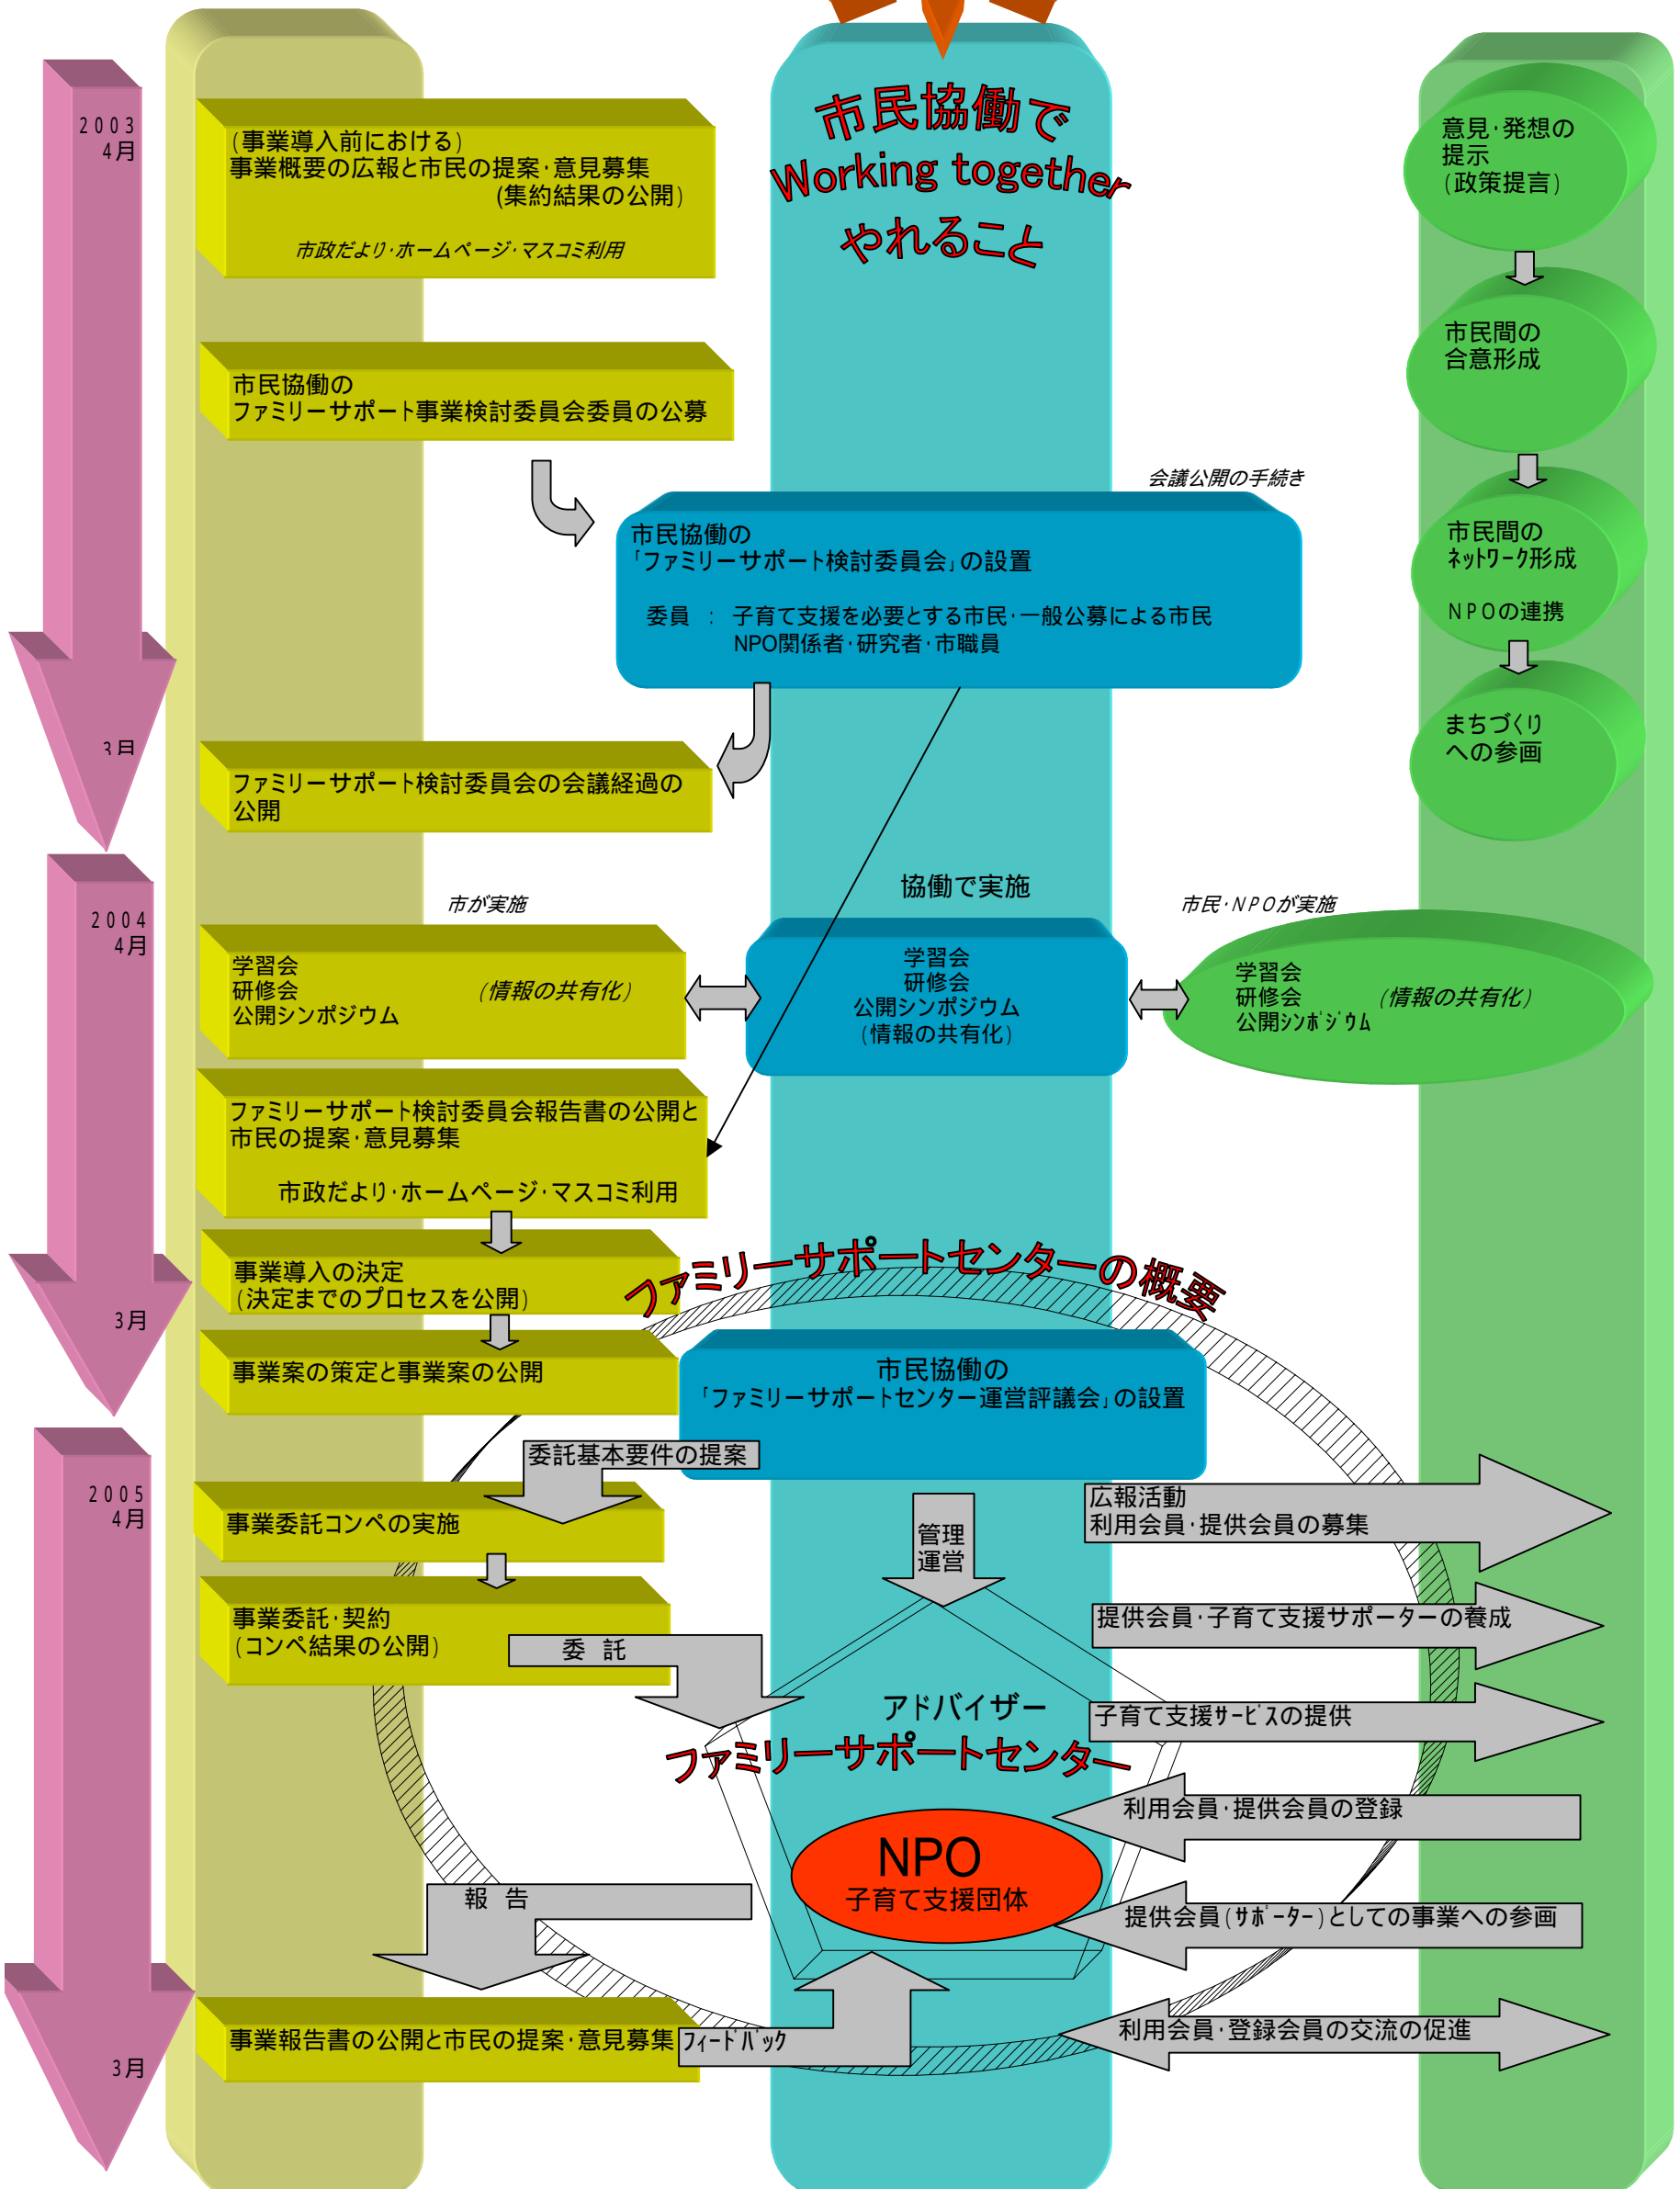 市民協働で
Working together
やれること
2003
4月
3月
(事業導入前における)
事業概要の広報と市民の提案・意見募集
(集約結果の公開)
市政だより・ホームページ・マスコミ利用
意見・発想の
提示
(政策提言)
市民間の
合意形成
市民協働の
ファミリーサポート事業検討委員会委員の公募
会議公開の手続き
市民協働の
「ファミリーサポート検討委員会」の設置
委員 : 子育て支援を必要とする市民・一般公募による市民
NPO関係者・研究者・市職員
市民間の
ネットワーク形成
NPOの連携
まちづくり
への参画
ファミリーサポート検討委員会の会議経過の
公開
2004
4月
3月
市が実施
協働で実施
市民・NPOが実施
学習会
研修会 (情報の共有化)
公開シンポジウム
学習会
研修会
公開シンポジウム
(情報の共有化)
学習会
研修会 (情報の共有化)
公開シンポジウム
ファミリーサポート検討委員会報告書の公開と
市民の提案・意見募集
市政だより・ホームページ・マスコミ利用
事業導入の決定
(決定までのプロセスを公開)
事業案の策定と事業案の公開
ファミリーサポートセンターの概要
市民協働の
「ファミリーサポートセンター運営評議会」の設置
2005
4月
3月
委託基本要件の提案
事業委託コンペの実施
管理
運営
広報活動
利用会員・提供会員の募集
事業委託・契約
(コンペ結果の公開)
委 託
提供会員・子育て支援サポーターの養成
アドバイザー
ファミリーサポートセンター
子育て支援サービスの提供
利用会員・提供会員の登録
NPO
子育て支援団体
報 告
提供会員(サポーター)としての事業への参画
事業報告書の公開と市民の提案・意見募集
フィードバック
利用会員・登録会員の交流の促進